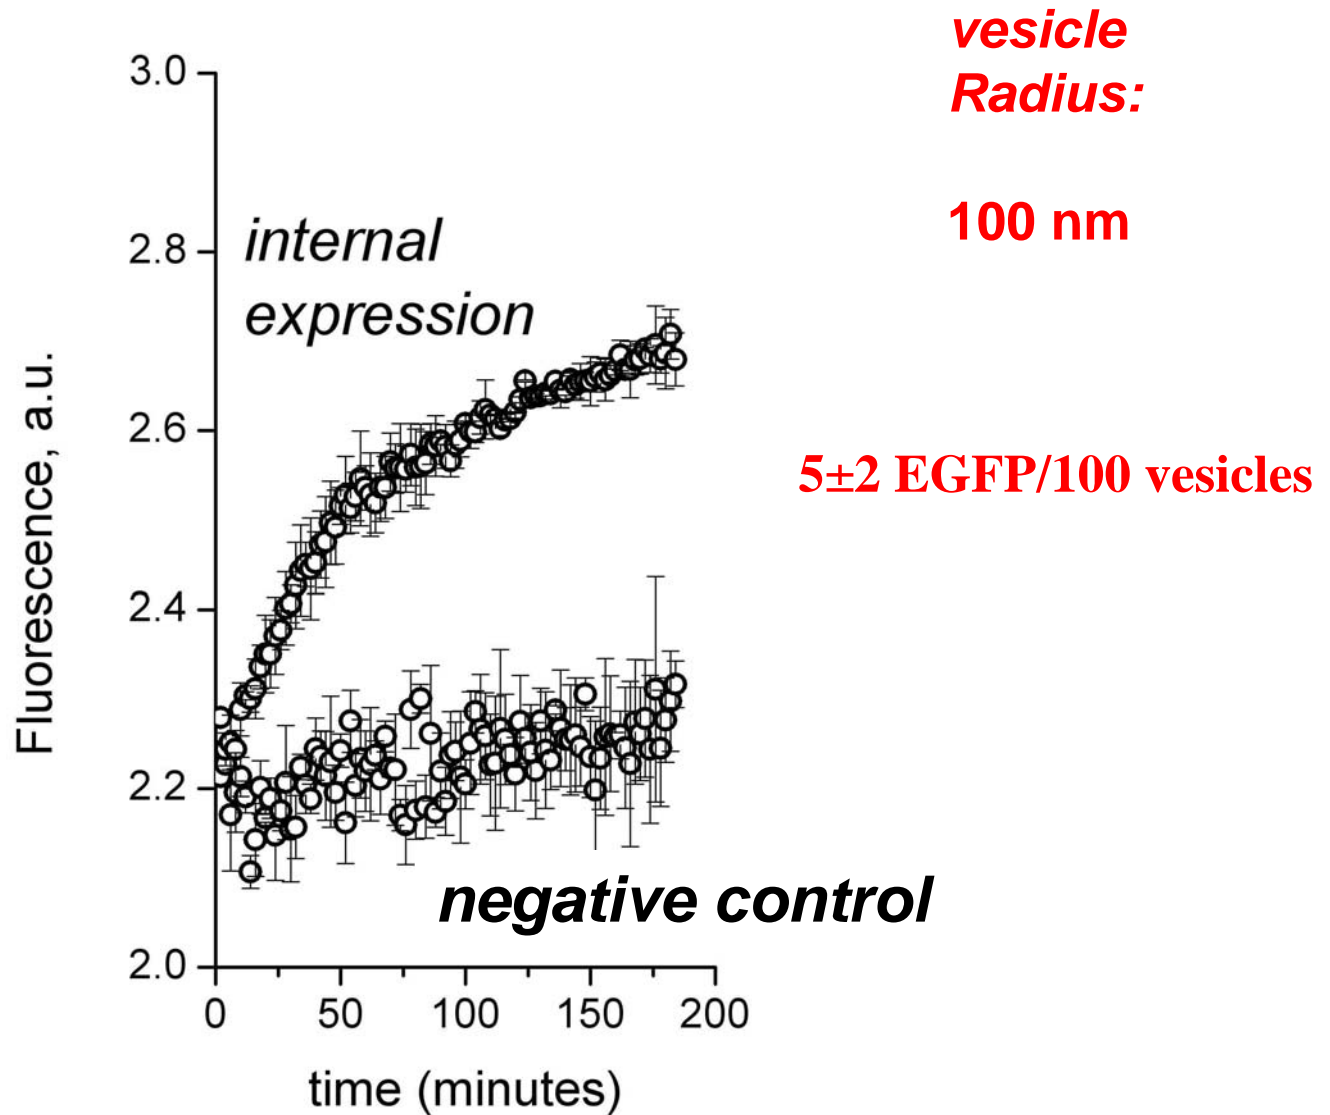 vesicle
Radius:
100 nm
3.0
2.8
2.6
2.4
2.2
2.0
internal
expression
5±2 EGFP/100 vesicles
Fluorescence, a.u.
negative control
0 50 100 150 200
time (minutes)